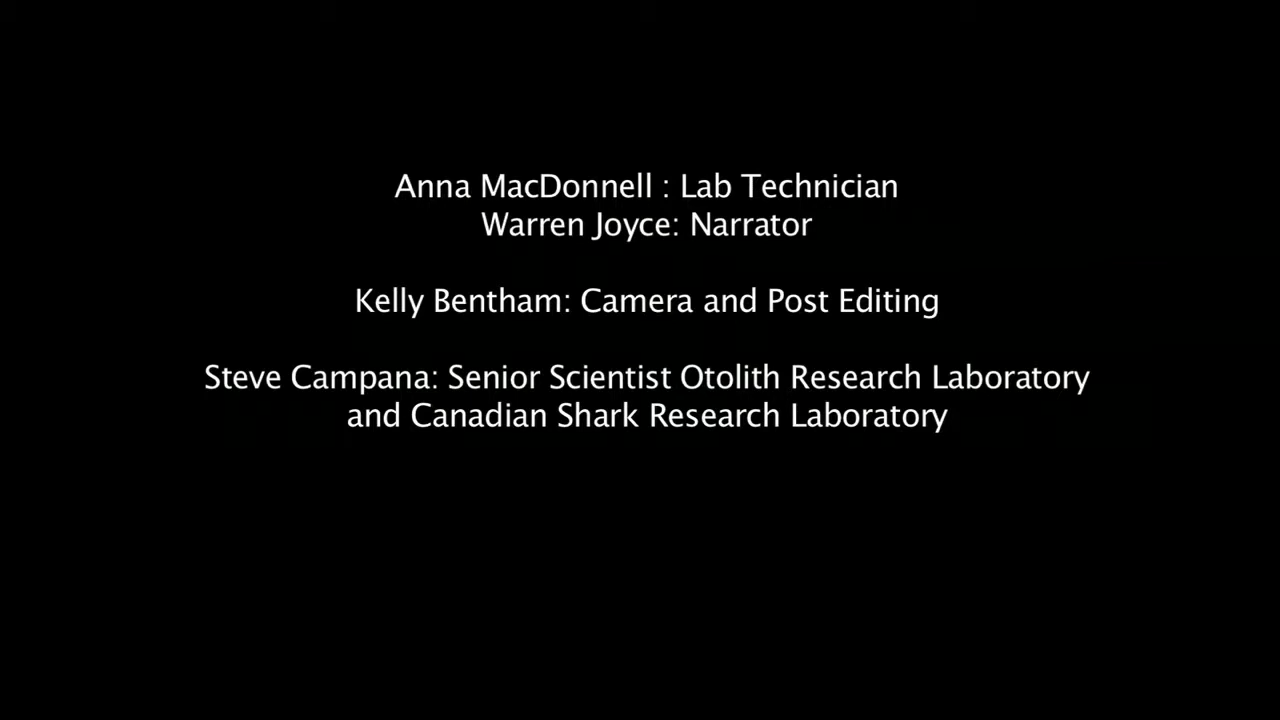 Anna MacDonnell : Lab Technician
Warren Joyce: Narrator
Kelly Bentham: Camera and Post Editing
Steve Campana: Senior Scientist Otolith Research Laboratory
and Canadian Shark Research Laboratory